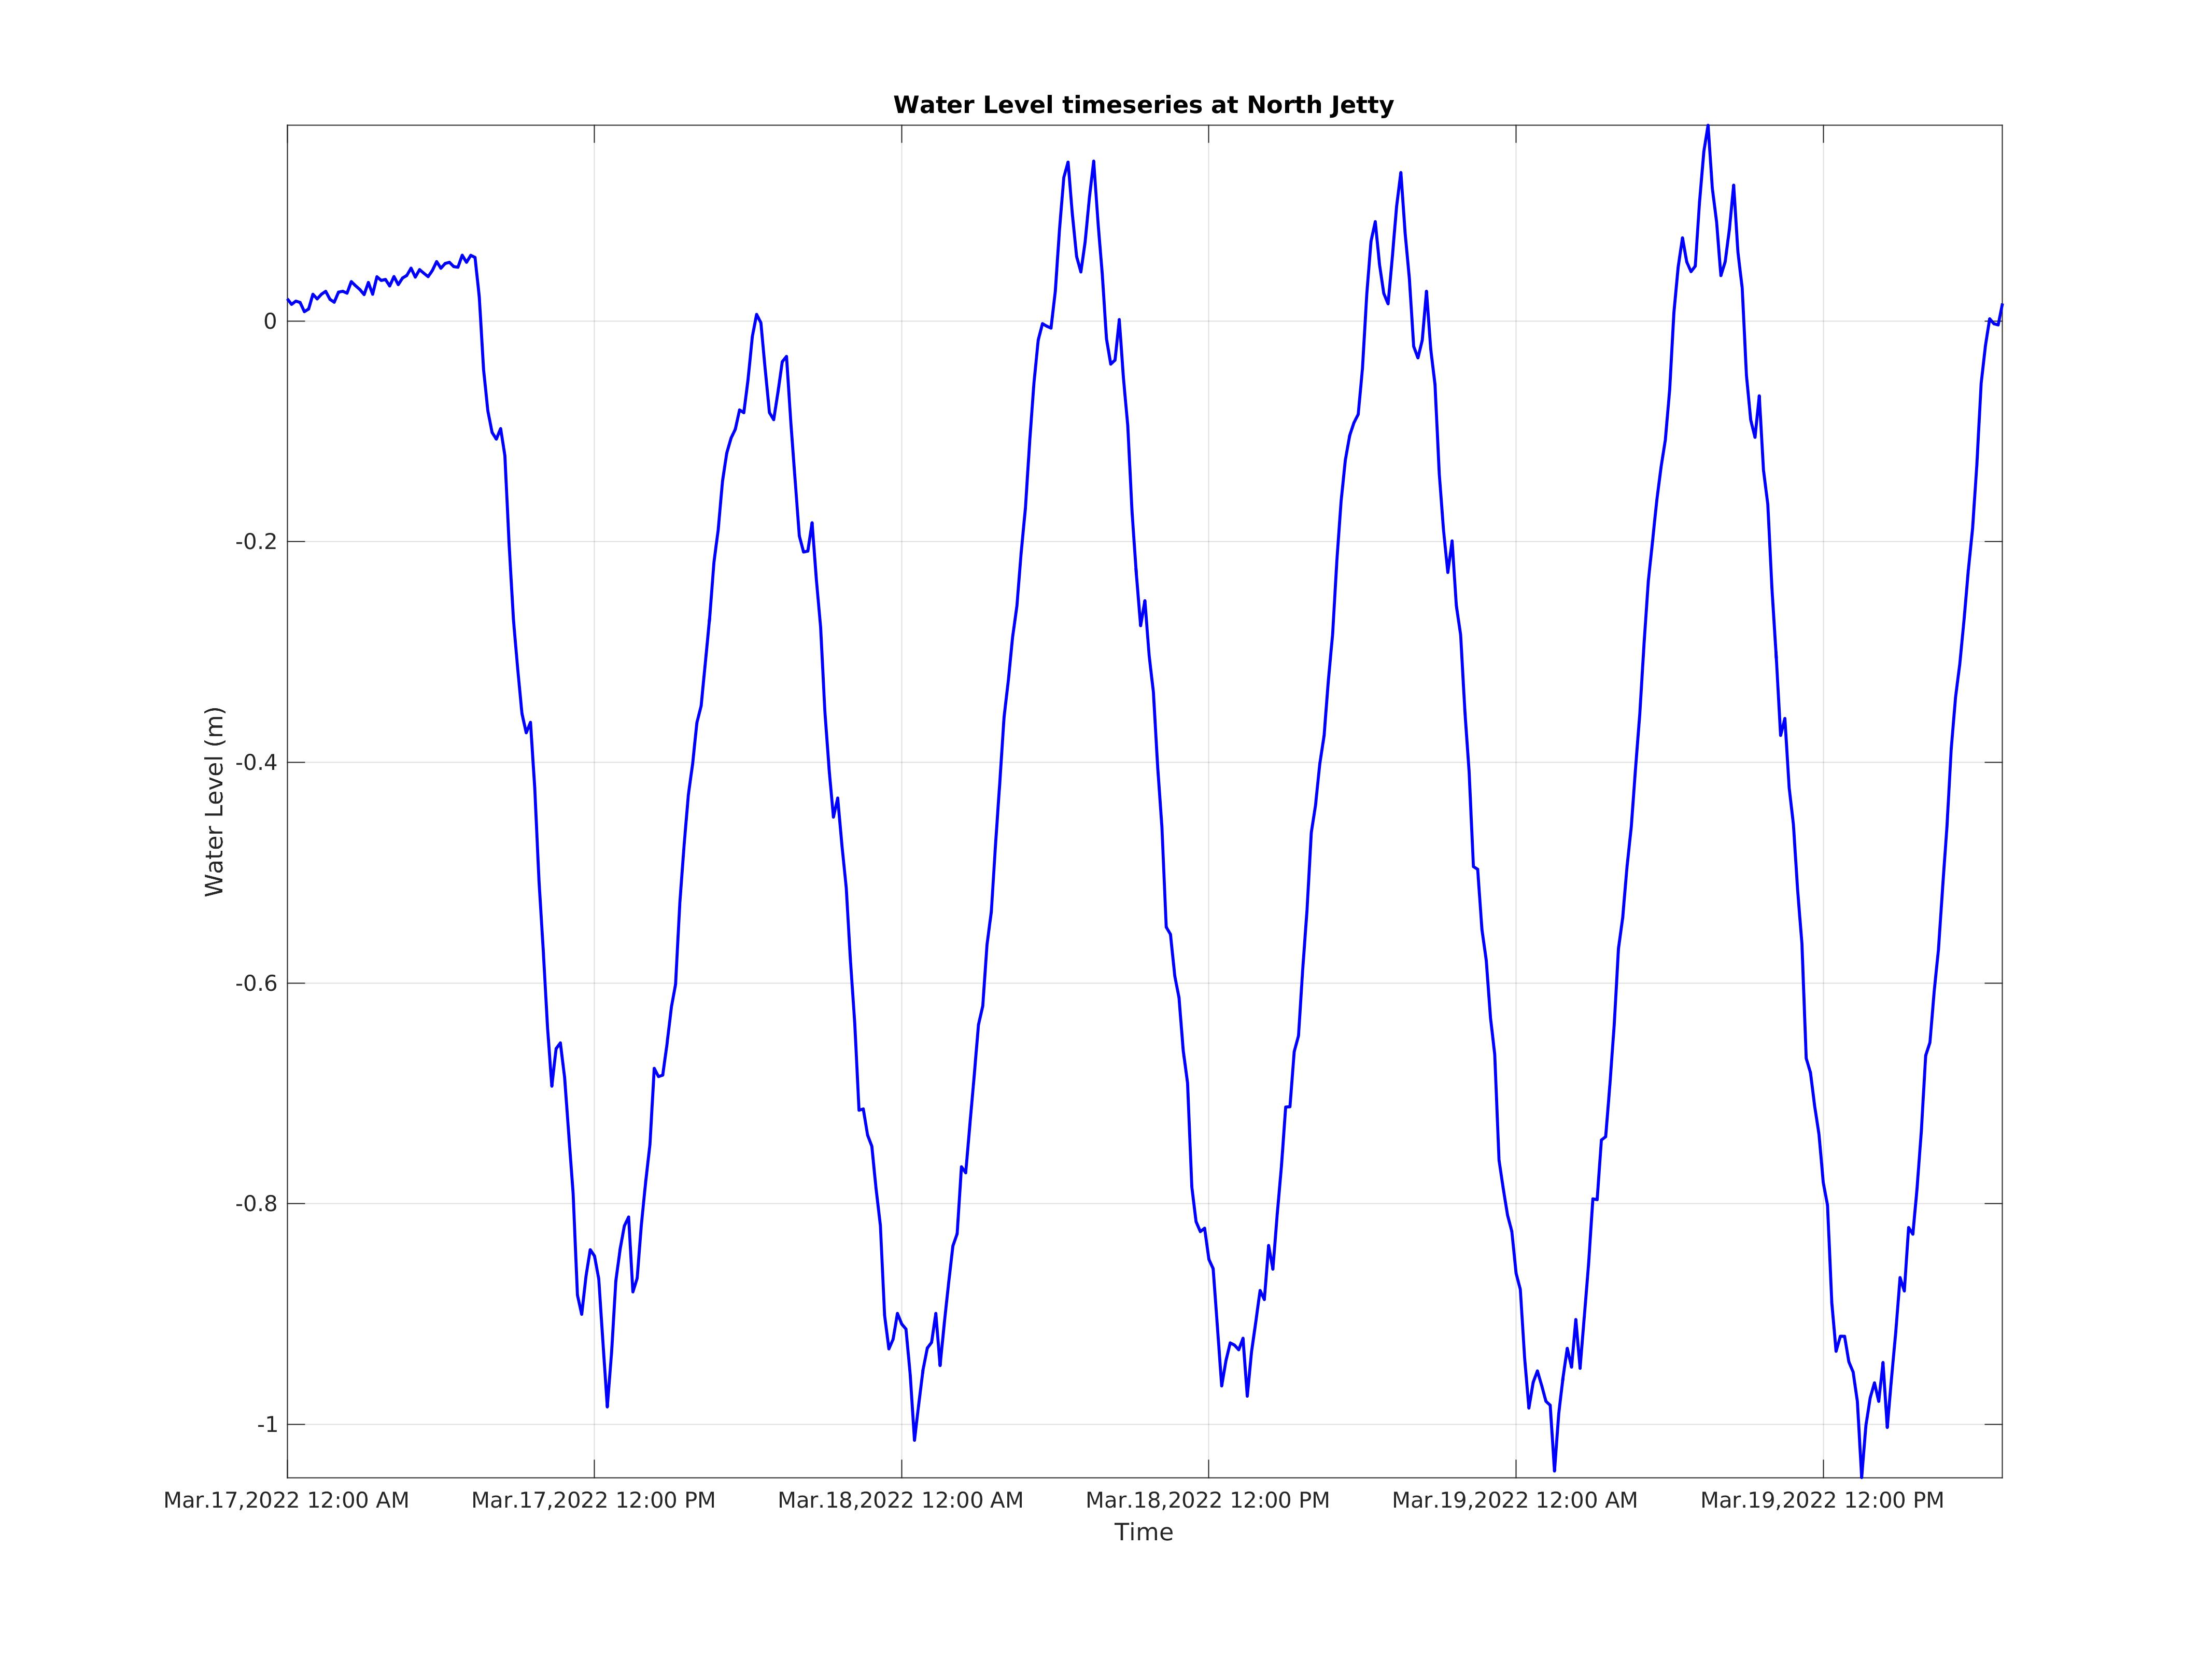 Water Level timeseries at North Jetty
0
-0.2
-0.4
-0.6
-0.8
-1
Water Level (m)
Mar.17,2022 12:00 AM
Mar.17,2022 12:00 PM
Mar.18,2022 12:00 AM
Mar.18,2022 12:00 PM
Mar.19,2022 12:00 AM
Mar.19,2022 12:00 PM
Time